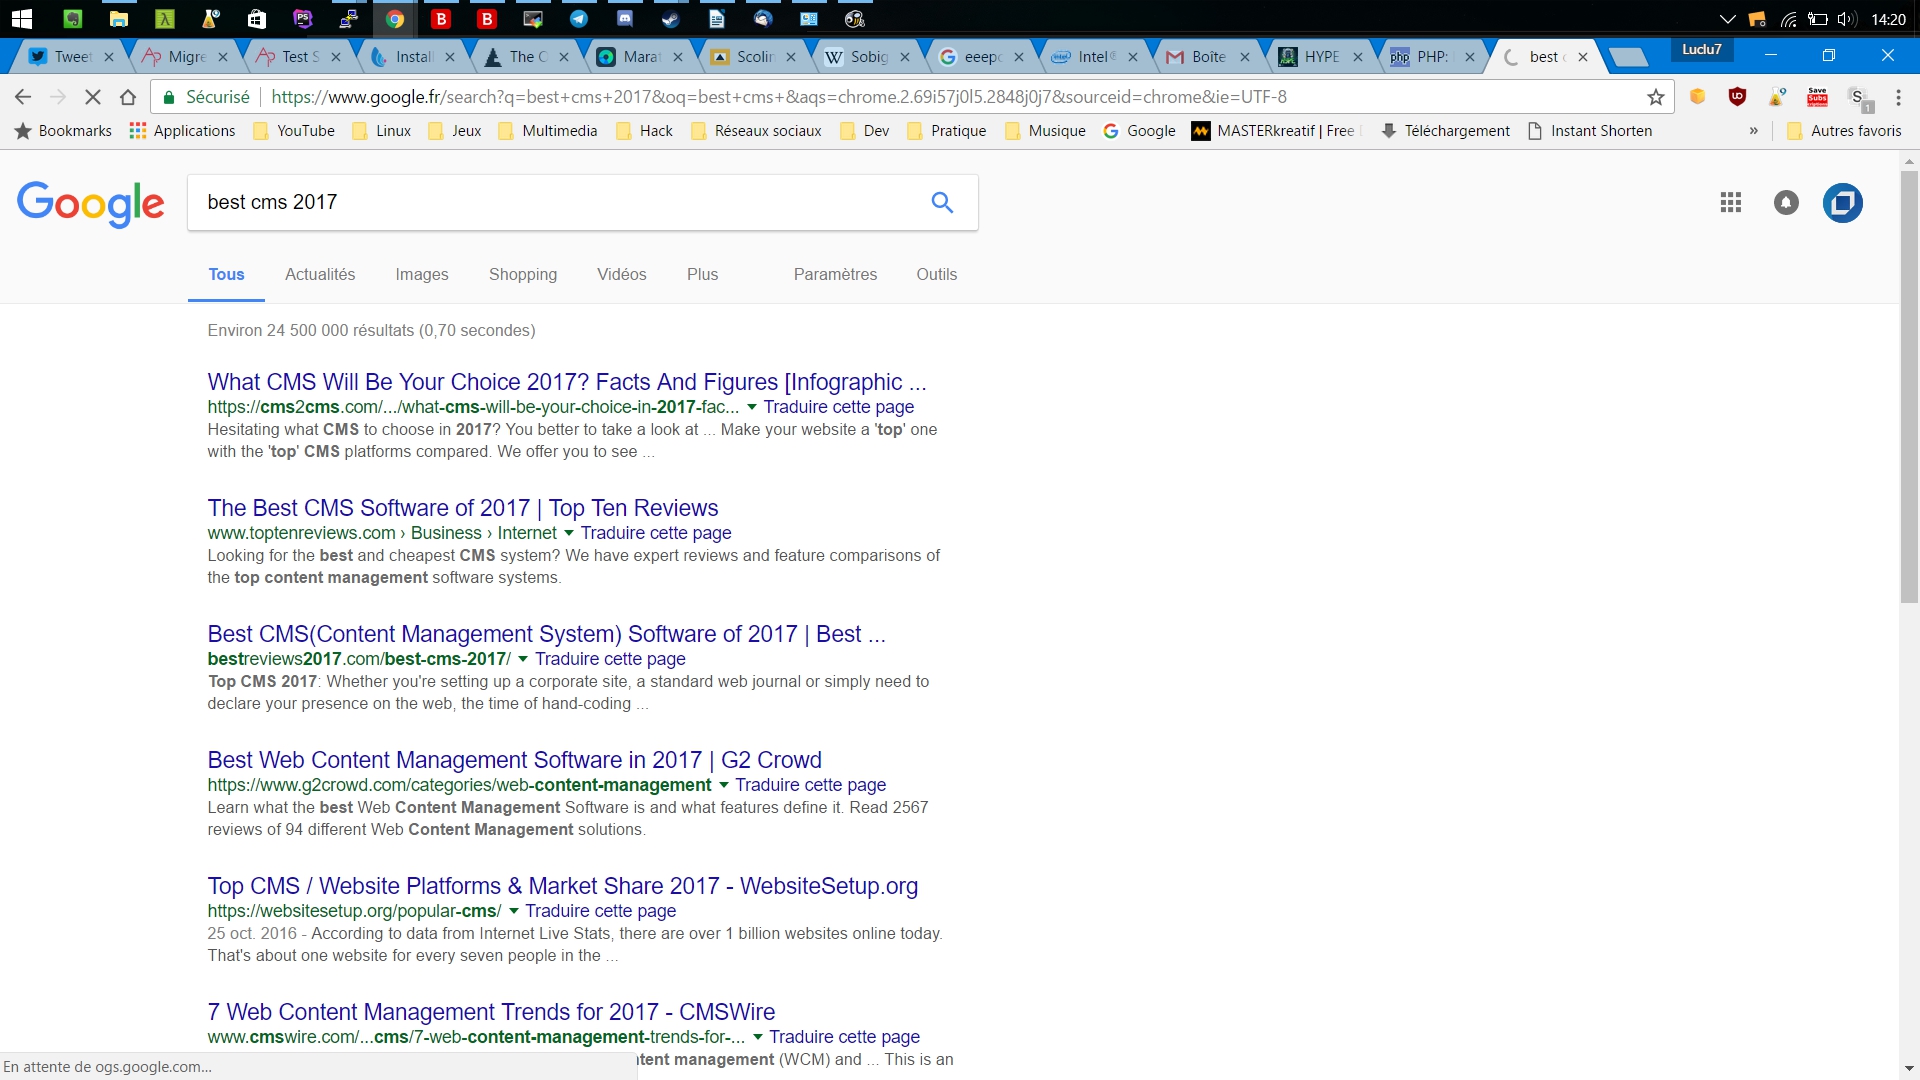 14:20
Tweet
Migre
Test S
Install
The C
Marat
Scolin
Sobig
eeepc
Intel®
Boîte
HYPE
PHP:
best
Luclu7
Sécurisé
https://www.google.fr/search?q=best+cms+2017&oq=best+cms+&aqs=chrome.2.69i57j0l5.2848j0j7&sourceid=chrome&ie=UTF-8
Bookmarks Applications YouTube Linux Jeux Multimedia Hack Réseaux sociaux Dev Pratique Musique Google MASTERkreatif | Free Téléchargement Instant Shorten » Autres favoris
Google
best cms 2017
Tous Actualités Images Shopping Vidéos Plus Paramètres Outils
Environ 24 500 000 résultats (0,70 secondes)
What CMS Will Be Your Choice 2017? Facts And Figures [Infographic ...
https://cms2cms.com/.../what-cms-will-be-your-choice-in-2017-fac... Traduire cette page
Hesitating what CMS to choose in 2017? You better to take a look at ... Make your website a 'top' one
with the 'top' CMS platforms compared. We offer you to see ...
The Best CMS Software of 2017 | Top Ten Reviews
www.toptenreviews.com › Business › Internet Traduire cette page
Looking for the best and cheapest CMS system? We have expert reviews and feature comparisons of
the top content management software systems.
Best CMS(Content Management System) Software of 2017 | Best ...
bestreviews2017.com/best-cms-2017/ Traduire cette page
Top CMS 2017: Whether you're setting up a corporate site, a standard web journal or simply need to
declare your presence on the web, the time of hand-coding ...
Best Web Content Management Software in 2017 | G2 Crowd
https://www.g2crowd.com/categories/web-content-management Traduire cette page
Learn what the best Web Content Management Software is and what features define it. Read 2567
reviews of 94 different Web Content Management solutions.
Top CMS / Website Platforms & Market Share 2017 - WebsiteSetup.org
https://websitesetup.org/popular-cms/ Traduire cette page
25 oct. 2016 - According to data from Internet Live Stats, there are over 1 billion websites online today.
That's about one website for every seven people in the ...
7 Web Content Management Trends for 2017 - CMSWire
www.cmswire.com/...cms/7-web-content-management-trends-for-... Traduire cette page
management (WCM) and ... This is an
En attente de ogs.google.com...